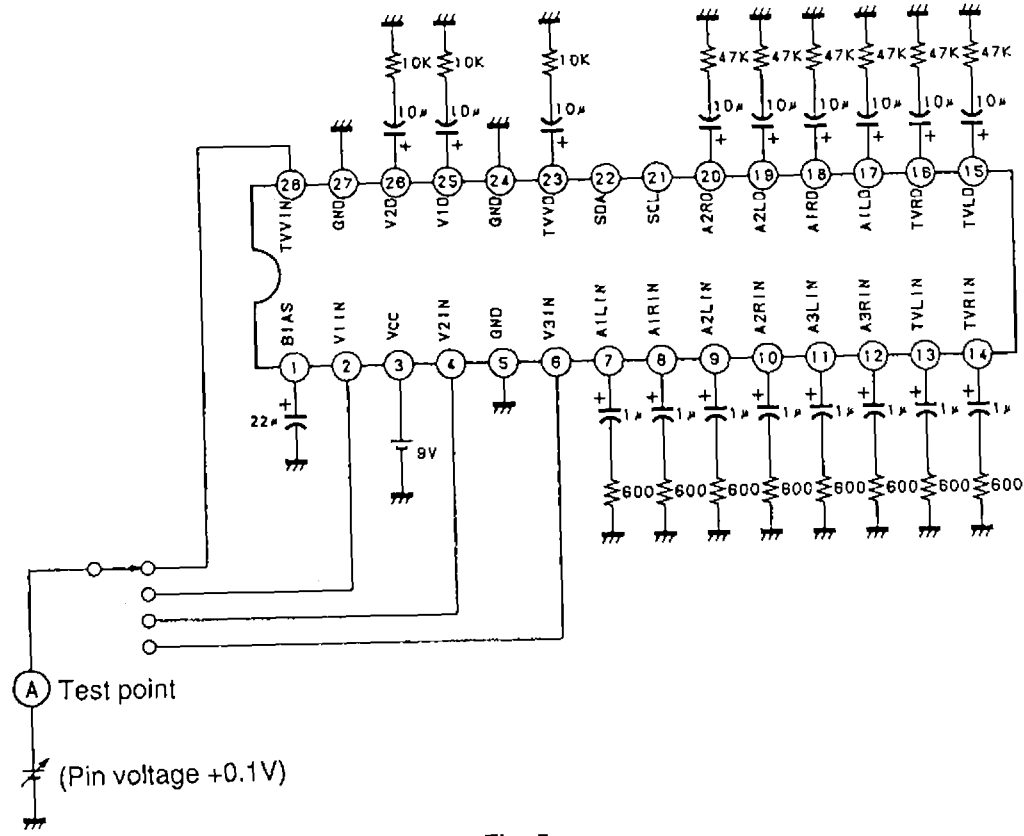 10K 10K 10K 47K 47K 47K 47K 47K 47K
10μ 10μ 10μ 10μ 10μ 10μ 10μ 10μ 10μ
+ + + + + + + + +
28 27 26 25 24 23 22 21 20 19 18 17 16 15
TVVIN GND V2O V1O GND TVVO SDA SCL A2RO A2LO A1RO A1LO TVRO TVLO
BIAS V1IN VCC V2IN GND V3IN A1LIN A1RIN A2LIN A2RIN A3LIN A3RIN TVLIN TVRIN
1 2 3 4 5 6 7 8 9 10 11 12 13 14
+ + + + + + + + +
22μ 1μ 1μ 1μ 1μ 1μ 1μ 1μ 1μ
9V
600 600 600 600 600 600 600 600
A Test point
(Pin voltage +0.1V)